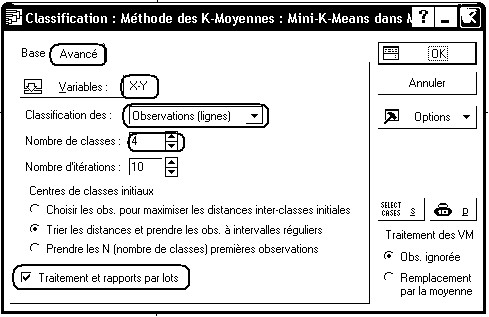 Classification : Méthode des K-Moyennes : Mini-K-Means dans
Base Avancé
OK
Variables : X-Y
Annuler
Classification des : Observations (lignes)
Options
Nombre de classes : 4
Nombre d'itérations : 10
Centres de classes initiaux
Choisir les obs. pour maximiser les distances inter-classes initiales
Trier les distances et prendre les obs. à intervalles réguliers
Prendre les N (nombre de classes) premières observations
SELECT CASES S D
Traitement des VM
Obs. ignorée
Remplacement
par la moyenne
Traitement et rapports par lots